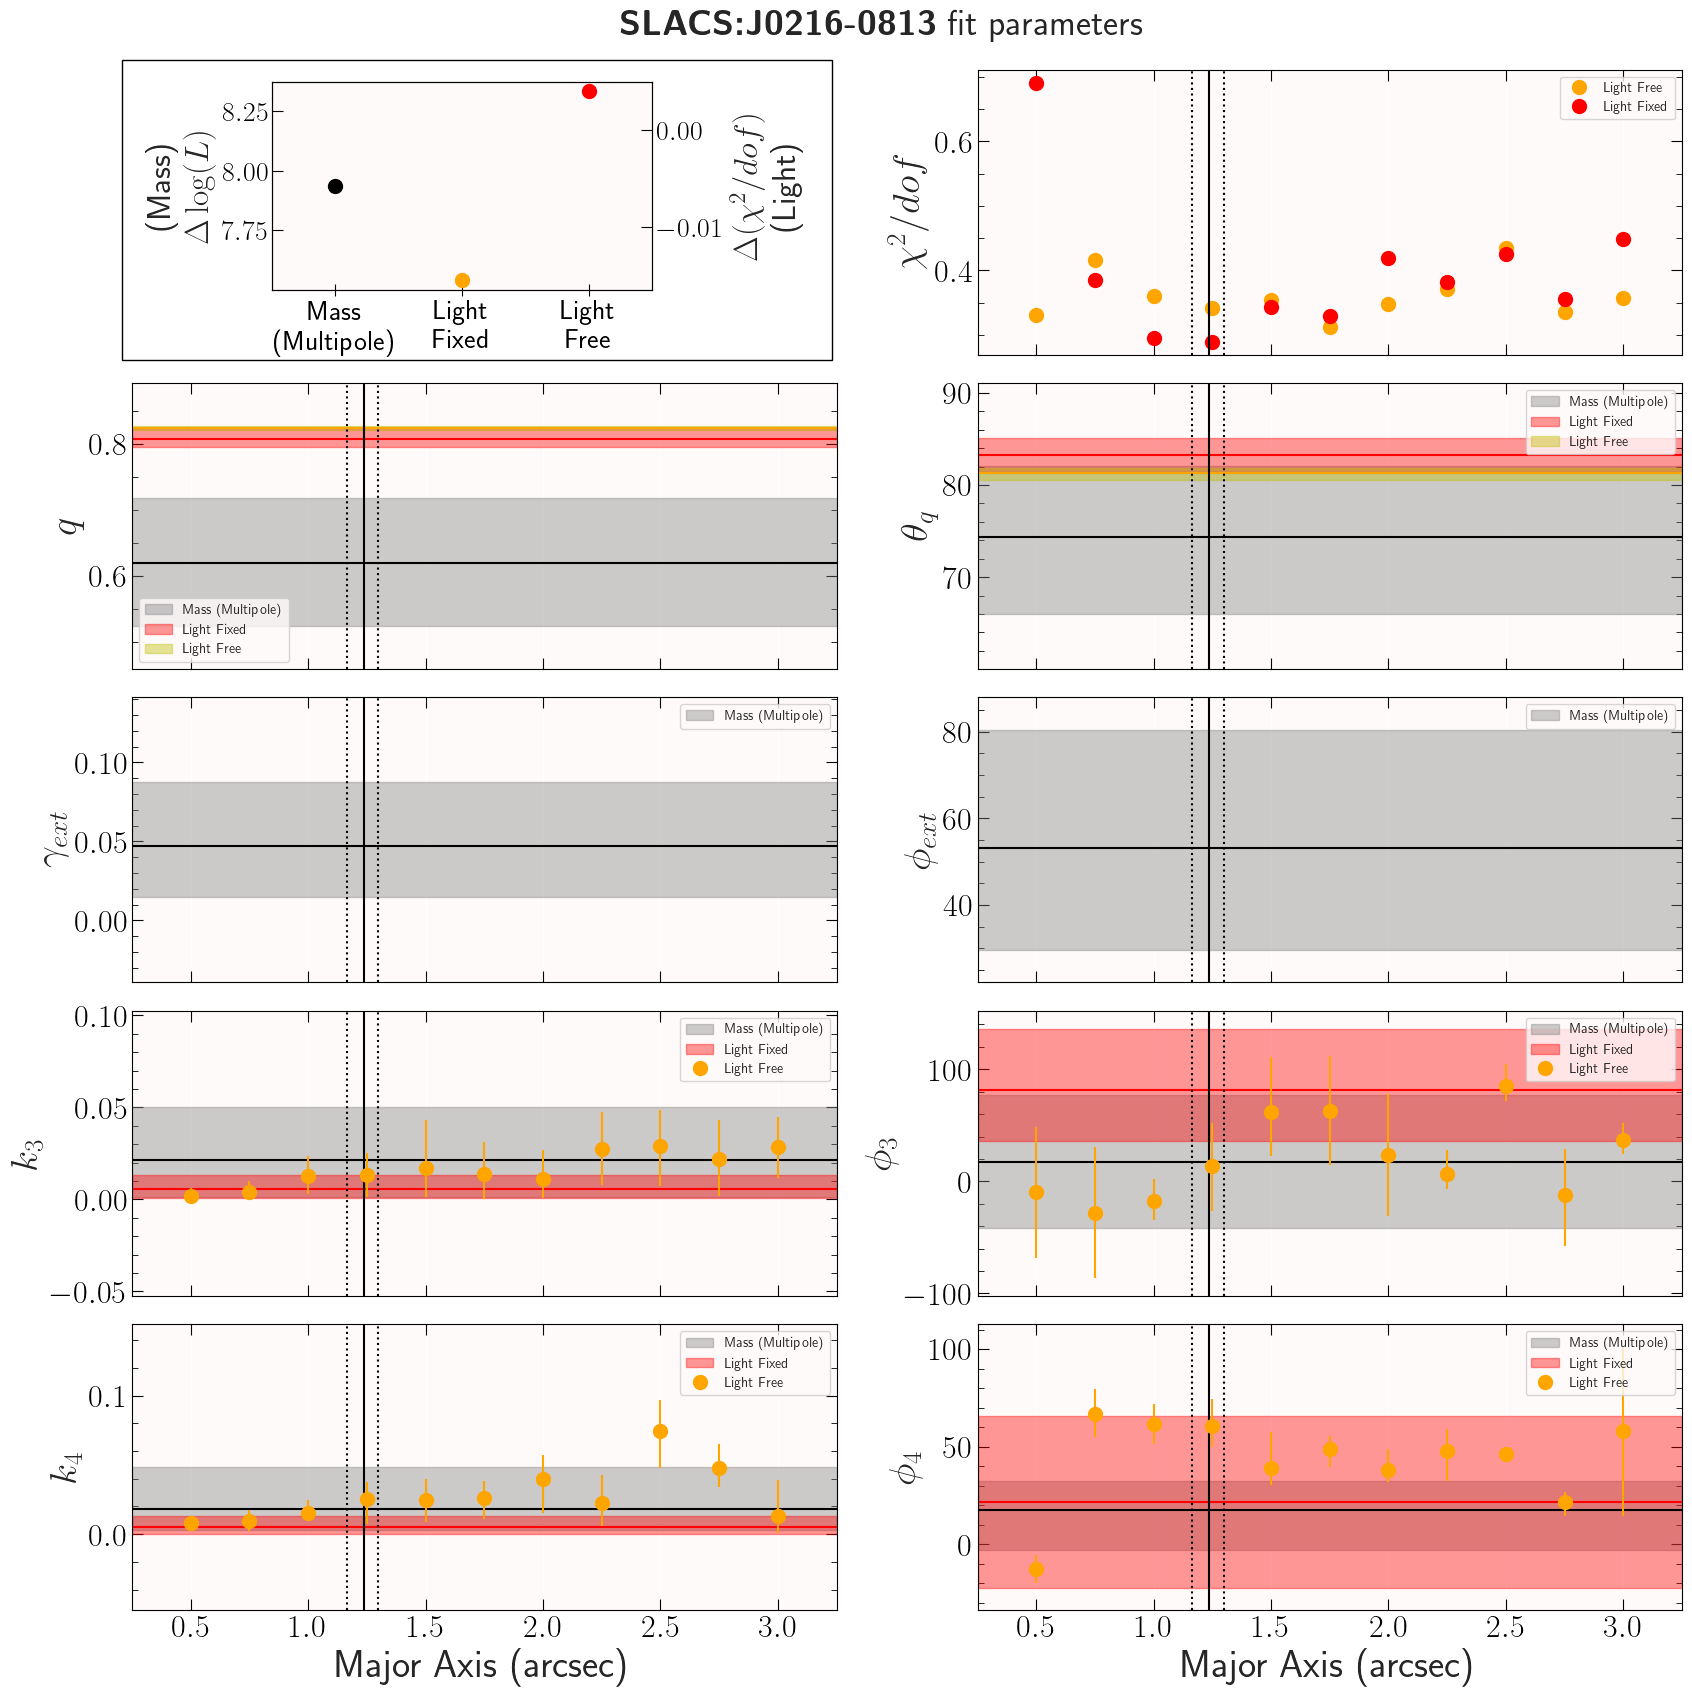 SLACS:J0216-0813 fit parameters
(Mass)
Δ log(L)
8.25
8.00
7.75
0.00
−0.01
Δ(χ²/dof)
(Light)
Mass
(Multipole)
Light
Fixed
Light
Free
χ²/dof
0.6
0.4
Light Free
Light Fixed
q
0.8
0.6
Mass (Multipole)
Light Fixed
Light Free
θ_q
90
80
70
Mass (Multipole)
Light Fixed
Light Free
γ_ext
0.10
0.05
0.00
Mass (Multipole)
ϕ_ext
80
60
40
Mass (Multipole)
k₃
0.10
0.05
0.00
−0.05
Mass (Multipole)
Light Fixed
Light Free
ϕ₃
100
0
−100
Mass (Multipole)
Light Fixed
Light Free
k₄
0.1
0.0
Mass (Multipole)
Light Fixed
Light Free
0.5 1.0 1.5 2.0 2.5 3.0
Major Axis (arcsec)
ϕ₄
100
50
0
Mass (Multipole)
Light Fixed
Light Free
0.5 1.0 1.5 2.0 2.5 3.0
Major Axis (arcsec)